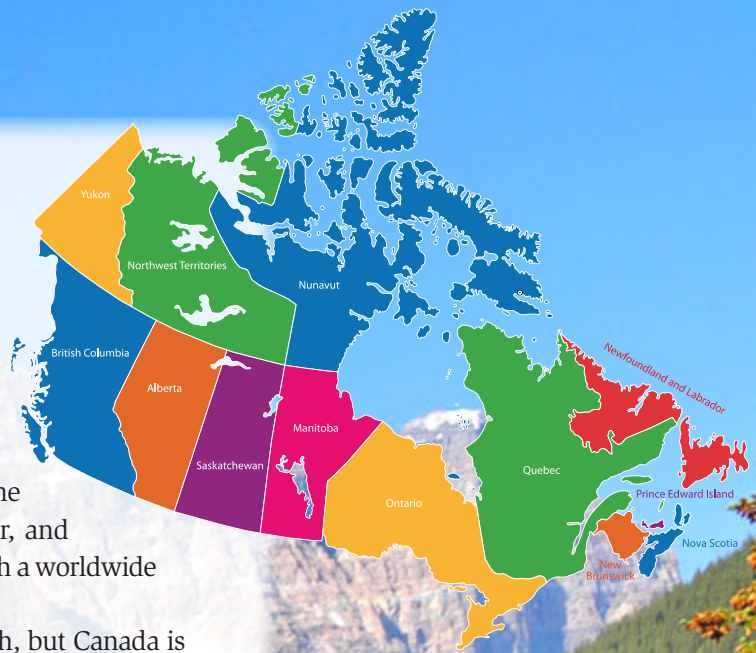 Yukon
Northwest Territories
Nunavut
British Columbia
Alberta
Saskatchewan
Manitoba
Ontario
Quebec
Newfoundland and Labrador
Prince Edward Island
Nova Scotia
New
Brunswick
and
a worldwide
but Canada is